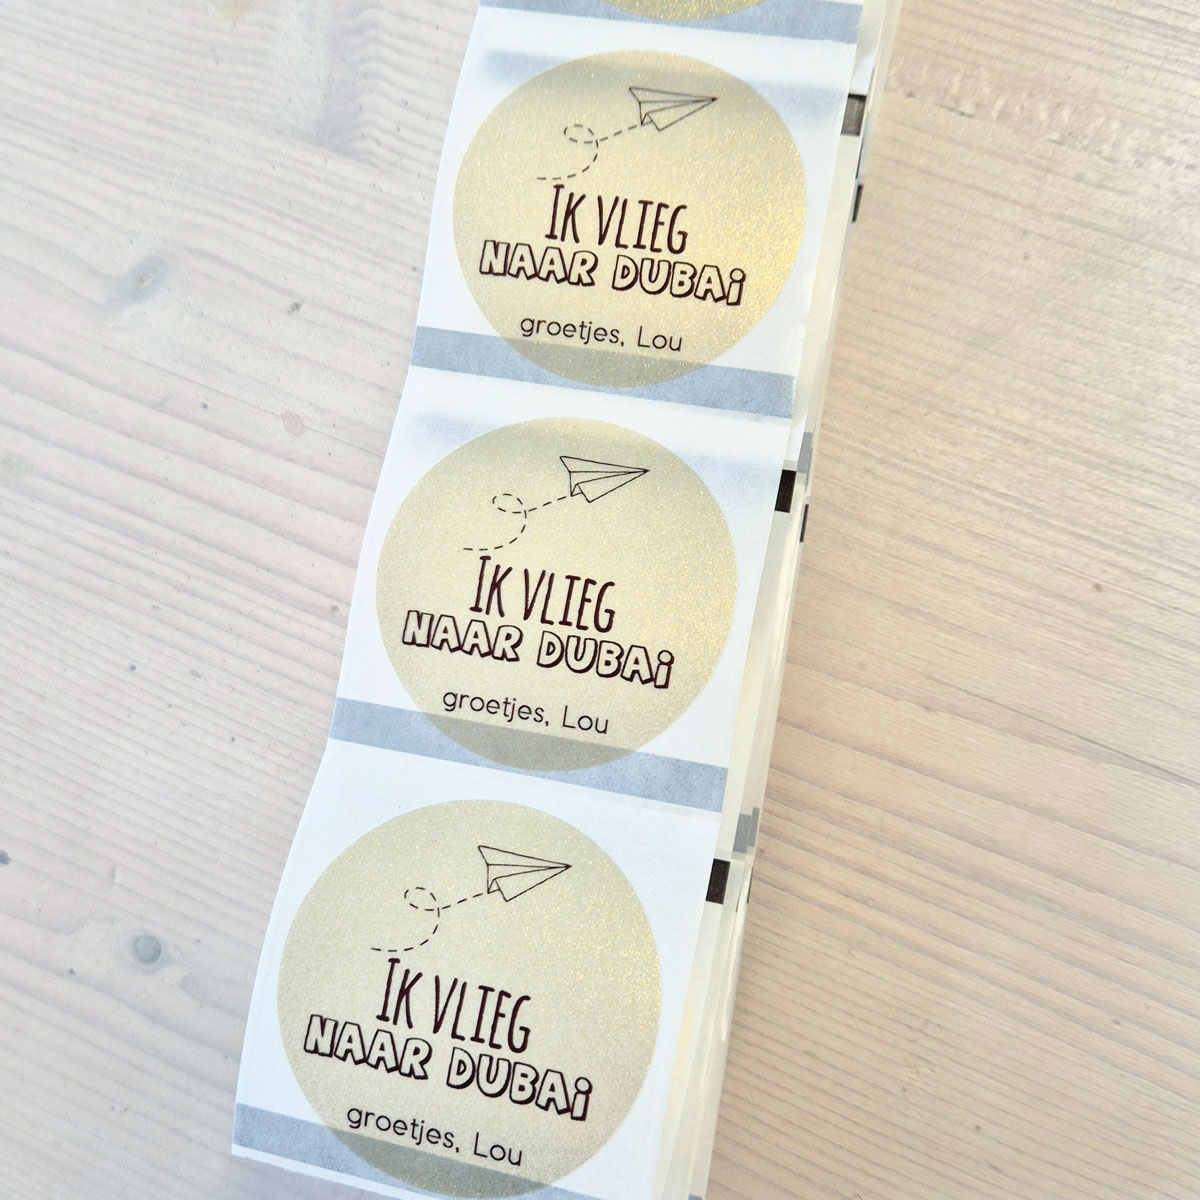 Ik vlieg
naar Dubai
groetjes, Lou
Ik vlieg
naar Dubai
groetjes, Lou
Ik vlieg
naar Dubai
groetjes, Lou